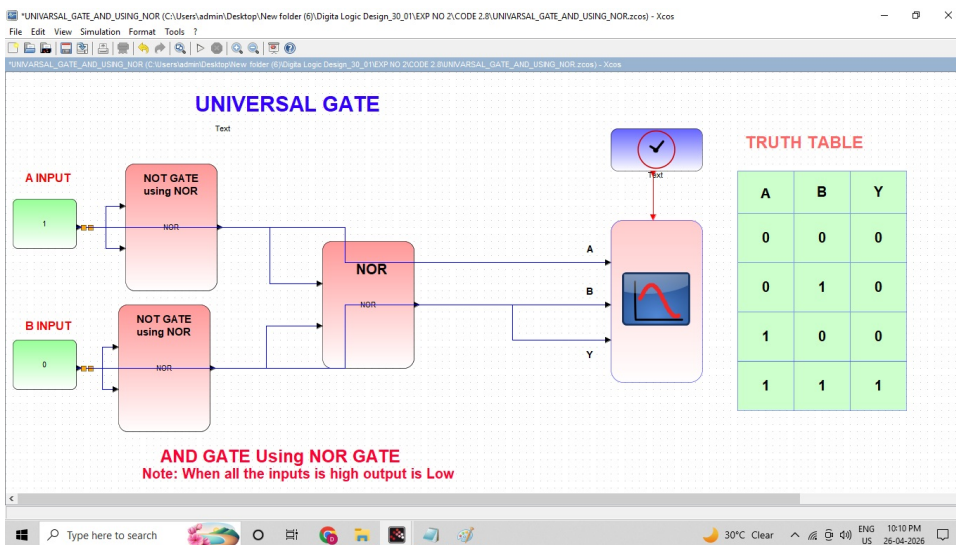 *UNIVARSAL_GATE_AND_USING_NOR (C:\Users\admin\Desktop\New folder (6)\Digita Logic Design_30_01\EXP NO 2\CODE 2.8\UNIVARSAL_GATE_AND_USING_NOR.zcos) - Xcos
File Edit View Simulation Format Tools ?
*UNIVARSAL_GATE_AND_USING_NOR (C:\Users\admin\Desktop\New folder (6)\Digita Logic Design_30_01\EXP NO 2\CODE 2.8\UNIVARSAL_GATE_AND_USING_NOR.zcos) - Xcos
UNIVERSAL GATE
Text
A INPUT
1
NOT GATE
using NOR
NOR
B INPUT
0
NOT GATE
using NOR
NOR
NOR
NOR
Text
A
B
Y
TRUTH TABLE
A B Y
0 0 0
0 1 0
1 0 0
1 1 1
AND GATE Using NOR GATE
Note: When all the inputs is high output is Low
Type here to search
30°C Clear
ENG
US
10:10 PM
26-04-2026